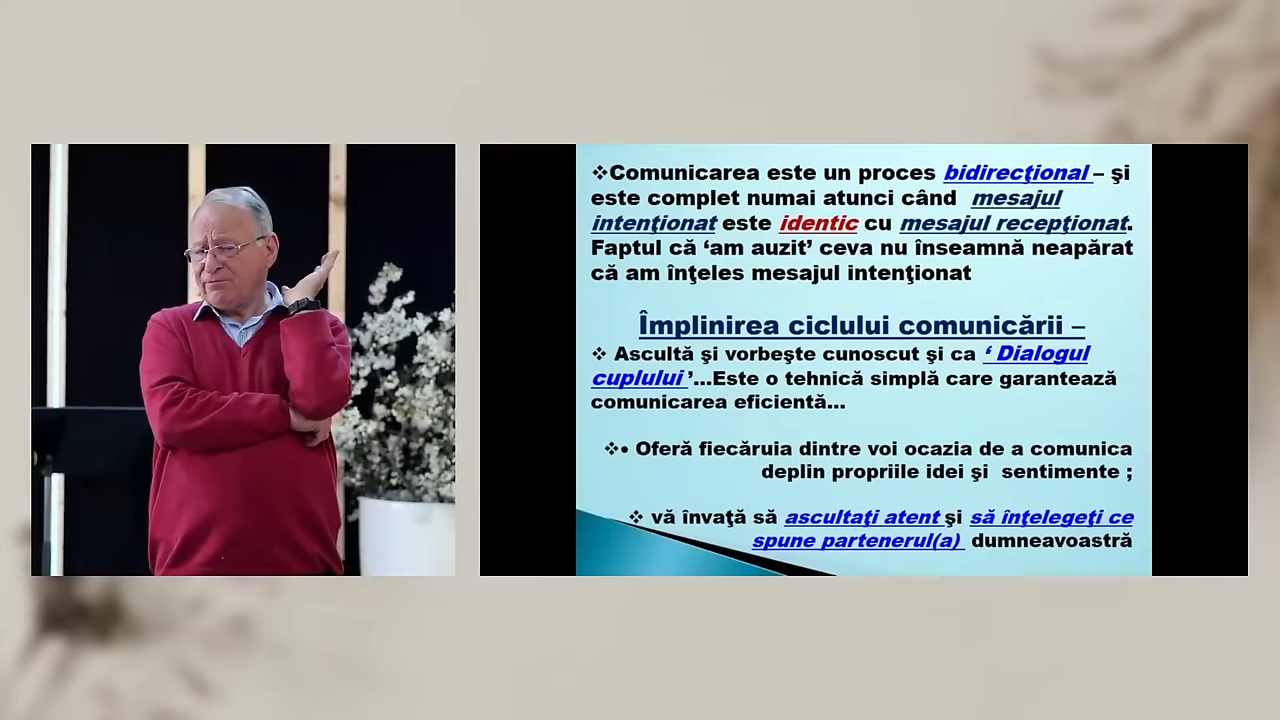 ❖Comunicarea este un proces bidirecţional – şi
este complet numai atunci când mesajul
intenţionat este identic cu mesajul recepţionat.
Faptul că ‘am auzit’ ceva nu înseamnă neapărat
că am înţeles mesajul intenţionat
Împlinirea ciclului comunicării –
❖ Ascultă şi vorbeşte cunoscut şi ca ‘ Dialogul
cuplului ’...Este o tehnică simplă care garantează
comunicarea eficientă...
❖• Oferă fiecăruia dintre voi ocazia de a comunica
deplin propriile idei şi sentimente ;
❖ vă învaţă să ascultaţi atent şi să înţelegeţi ce
spune partenerul(a) dumneavoastră